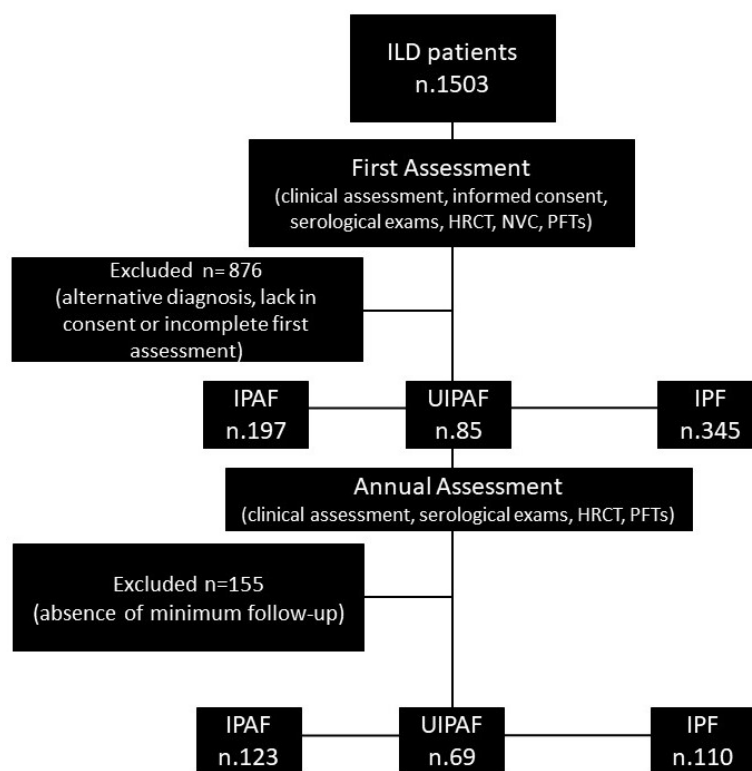 ILD patients
n.1503
First Assessment
(clinical assessment, informed consent,
serological exams, HRCT, NVC, PFTs)
Excluded n= 876
(alternative diagnosis, lack in
consent or incomplete first
assessment)
IPAF
n.197
UIPAF
n.85
IPF
n.345
Annual Assessment
(clinical assessment, serological exams, HRCT, PFTs)
Excluded n=155
(absence of minimum follow-up)
IPAF
n.123
UIPAF
n.69
IPF
n.110